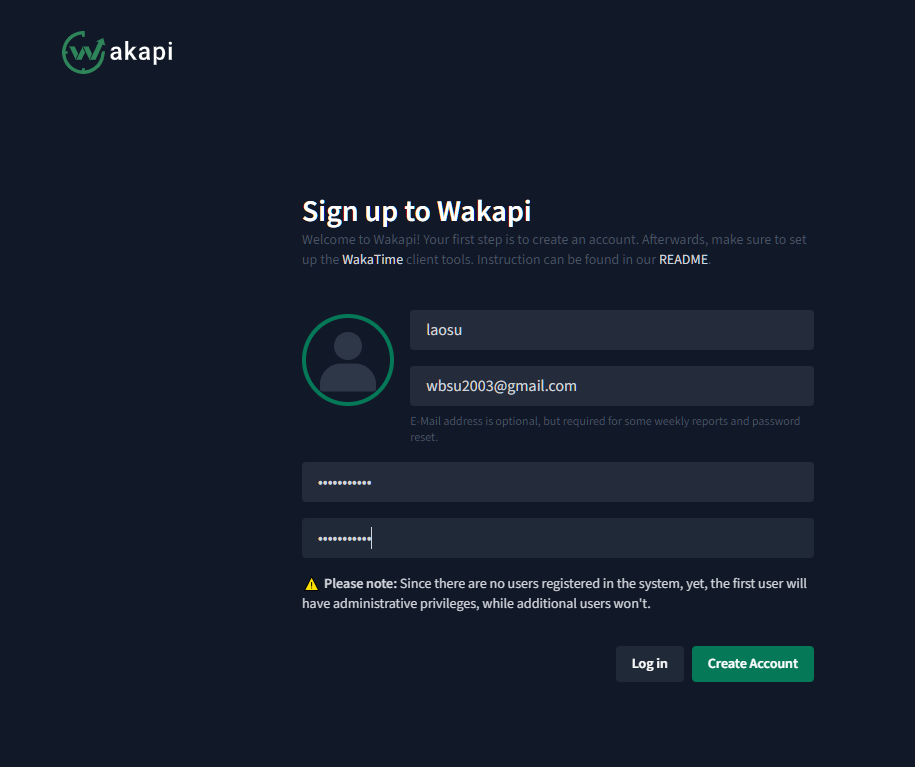 Wakapi
Sign up to Wakapi
Welcome to Wakapi! Your first step is to create an account. Afterwards, make sure to set
up the WakaTime client tools. Instruction can be found in our README.
laosu
wbsu2003@gmail.com
E-Mail address is optional, but required for some weekly reports and password
reset.
•••••••••••
•••••••••••
⚠ Please note: Since there are no users registered in the system, yet, the first user will
have administrative privileges, while additional users won't.
Log in
Create Account